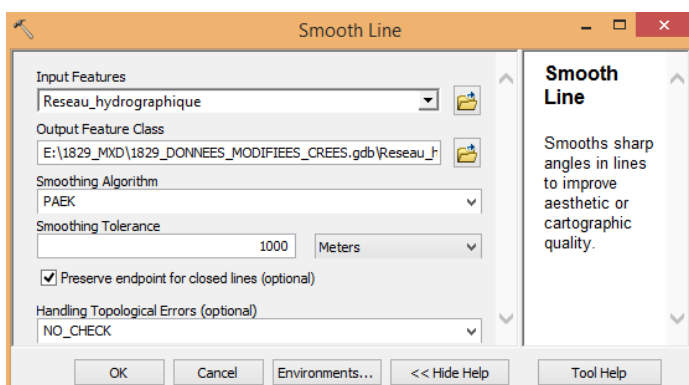 Smooth Line
Input Features
Reseau_hydrographique
Output Feature Class
E:\1829_MXD\1829_DONNEES_MODIFIEES_CREES.gdb\Reseau_h
Smoothing Algorithm
PAEK
Smoothing Tolerance
1000 Meters
Preserve endpoint for closed lines (optional)
Handling Topological Errors (optional)
NO_CHECK
Smooth
Line
Smooths sharp
angles in lines
to improve
aesthetic or
cartographic
quality.
OK Cancel Environments... << Hide Help Tool Help